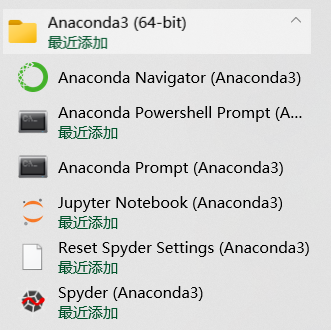 Anaconda3 (64-bit)
最近添加
Anaconda Navigator (Anaconda3)
Anaconda Powershell Prompt (A...
最近添加
Anaconda Prompt (Anaconda3)
Jupyter Notebook (Anaconda3)
最近添加
Reset Spyder Settings (Anaconda3)
最近添加
Spyder (Anaconda3)
最近添加